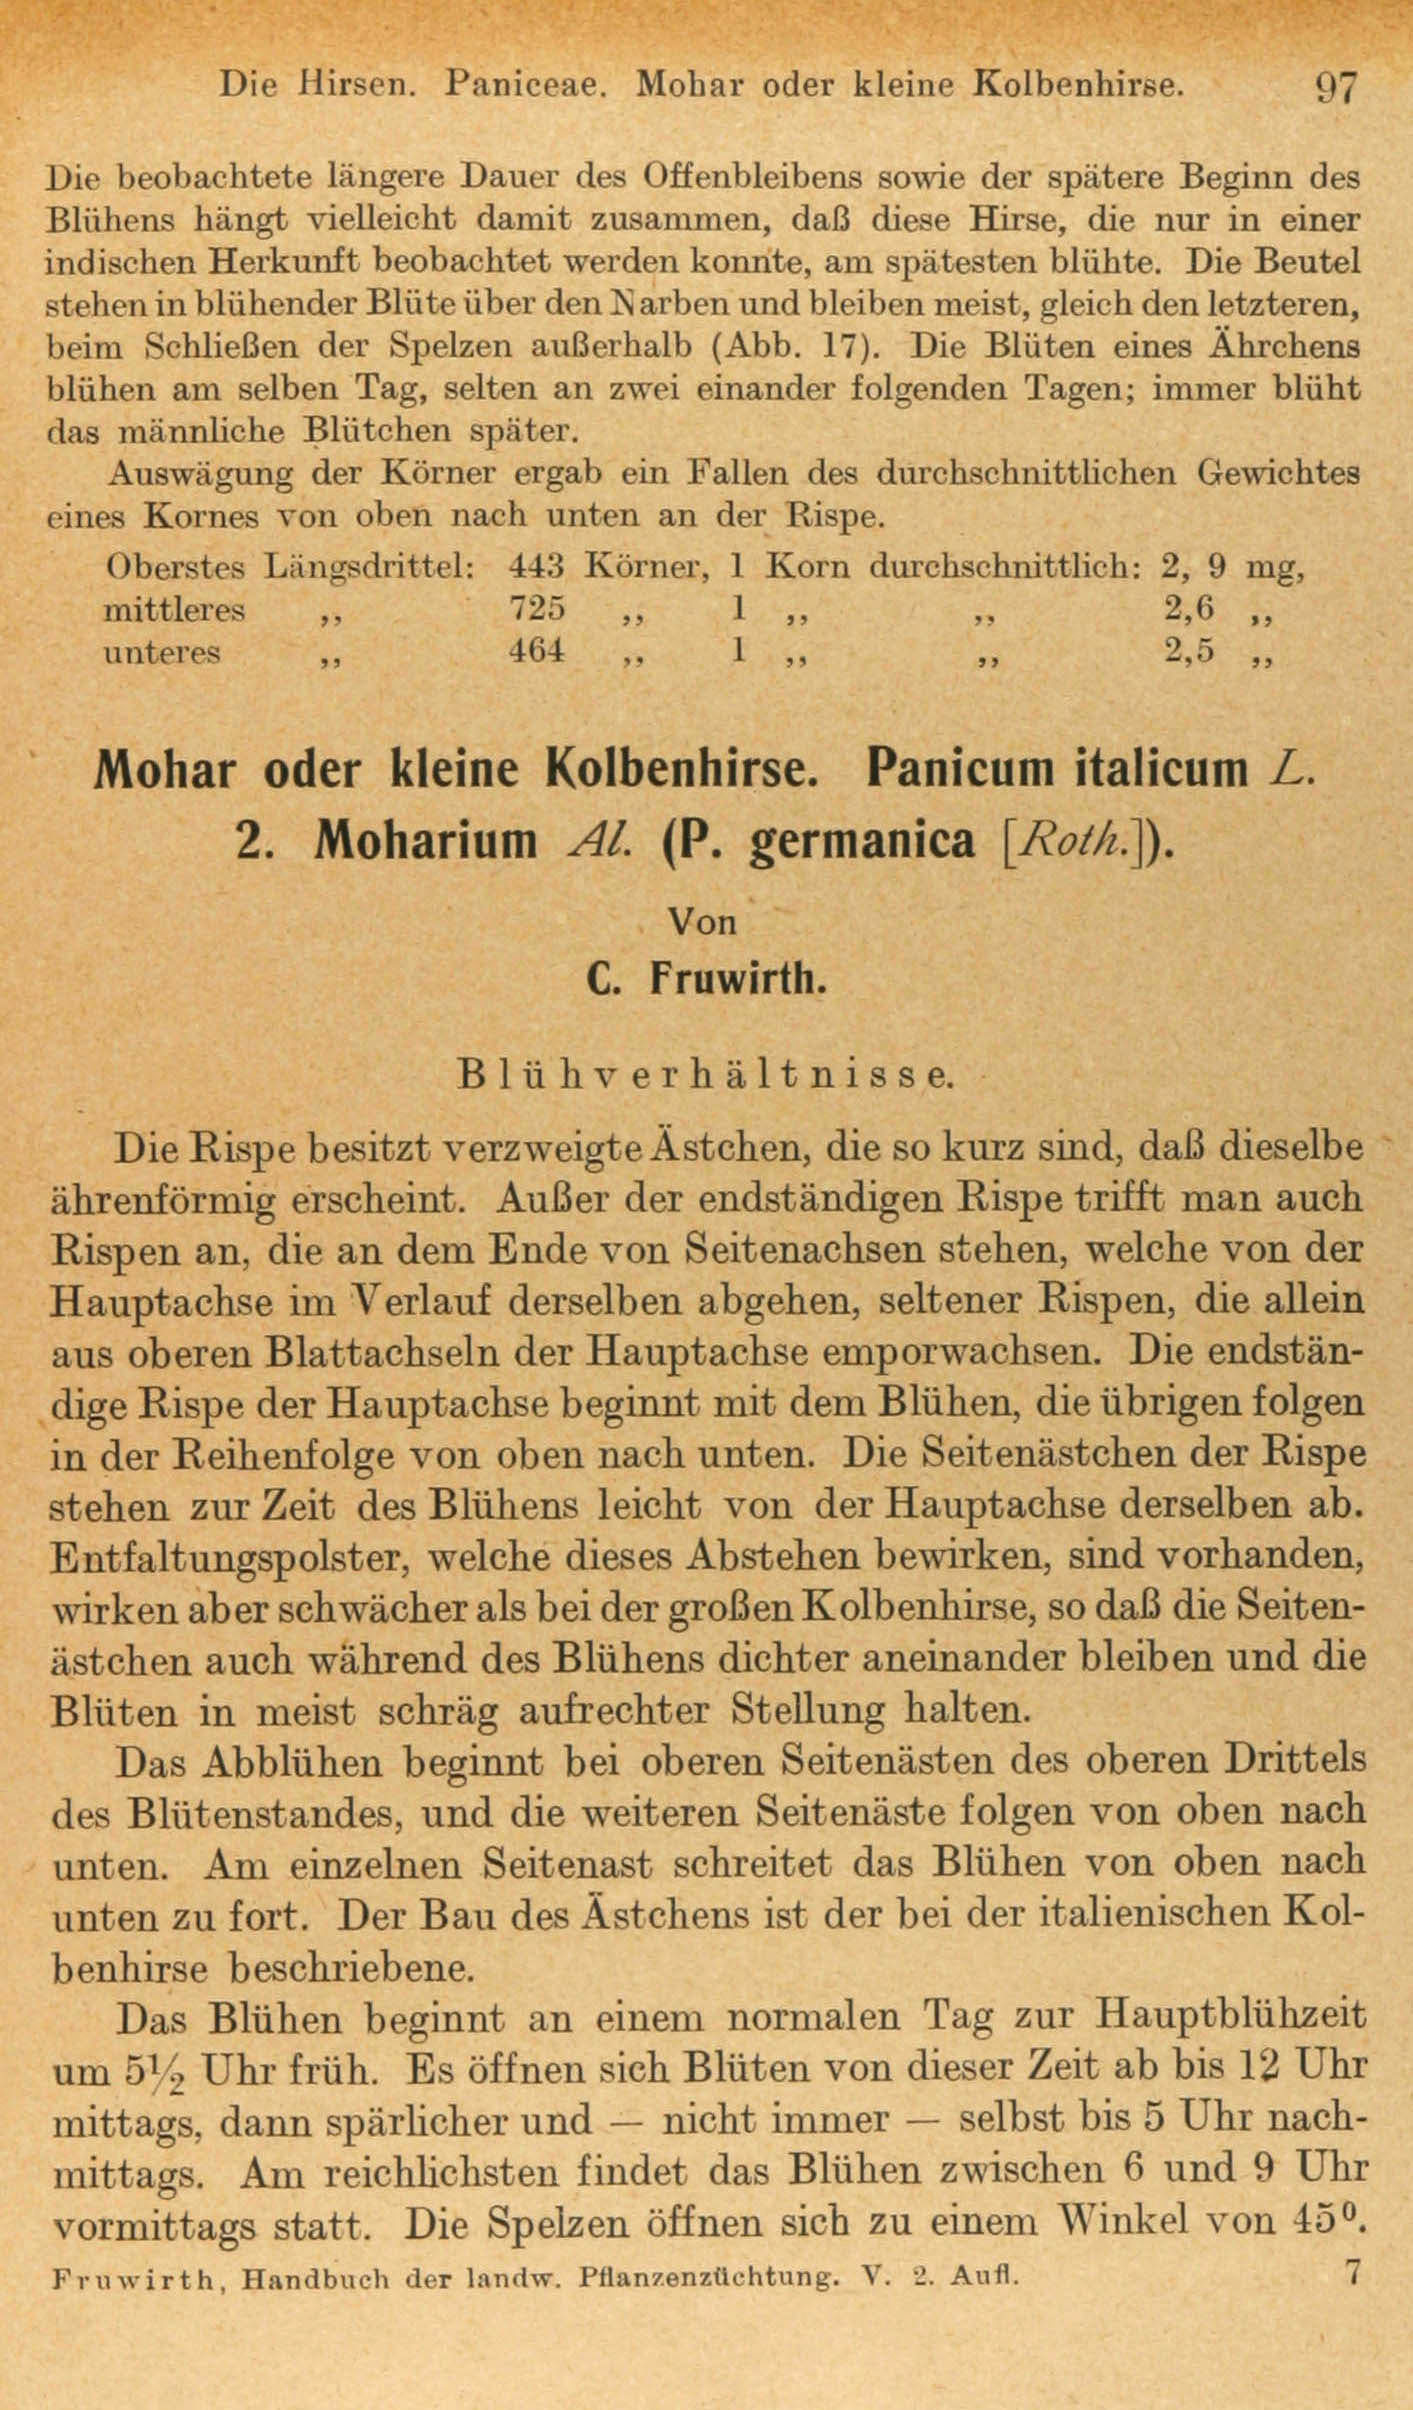 Die Hirsen. Paniceae. Mohar oder kleine Kolbenhirse. 97
Die beobachtete längere Dauer des Offenbleibens sowie der spätere Beginn des
Blühens hängt vielleicht damit zusammen, daß diese Hirse, die nur in einer
indischen Herkunft beobachtet werden konnte, am spätesten blühte. Die Beutel
stehen in blühender Blüte über den Narben und bleiben meist, gleich den letzteren,
beim Schließen der Spelzen außerhalb (Abb. 17). Die Blüten eines Ährchens
blühen am selben Tag, selten an zwei einander folgenden Tagen; immer blüht
das männliche Blütchen später.
Auswägung der Körner ergab ein Fallen des durchschnittlichen Gewichtes
eines Kornes von oben nach unten an der Rispe.
Oberstes Längsdrittel: 443 Körner, 1 Korn durchschnittlich: 2, 9 mg,
mittleres ,, 725 ,, 1 ,, ,, 2,6 ,,
unteres ,, 464 ,, 1 ,, ,, 2,5 ,,
Mohar oder kleine Kolbenhirse. Panicum italicum L.
2. Moharium Al. (P. germanica [Roth.]).
Von
C. Fruwirth.
Blühverhältnisse.
Die Rispe besitzt verzweigte Ästchen, die so kurz sind, daß dieselbe
ährenförmig erscheint. Außer der endständigen Rispe trifft man auch
Rispen an, die an dem Ende von Seitenachsen stehen, welche von der
Hauptachse im Verlauf derselben abgehen, seltener Rispen, die allein
aus oberen Blattachseln der Hauptachse emporwachsen. Die endstän-
dige Rispe der Hauptachse beginnt mit dem Blühen, die übrigen folgen
in der Reihenfolge von oben nach unten. Die Seitenästchen der Rispe
stehen zur Zeit des Blühens leicht von der Hauptachse derselben ab.
Entfaltungspolster, welche dieses Abstehen bewirken, sind vorhanden,
wirken aber schwächer als bei der großen Kolbenhirse, so daß die Seiten-
ästchen auch während des Blühens dichter aneinander bleiben und die
Blüten in meist schräg aufrechter Stellung halten.
Das Abblühen beginnt bei oberen Seitenästen des oberen Drittels
des Blütenstandes, und die weiteren Seitenäste folgen von oben nach
unten. Am einzelnen Seitenast schreitet das Blühen von oben nach
unten zu fort. Der Bau des Ästchens ist der bei der italienischen Kol-
benhirse beschriebene.
Das Blühen beginnt an einem normalen Tag zur Hauptblühzeit
um 5½ Uhr früh. Es öffnen sich Blüten von dieser Zeit ab bis 12 Uhr
mittags, dann spärlicher und — nicht immer — selbst bis 5 Uhr nach-
mittags. Am reichlichsten findet das Blühen zwischen 6 und 9 Uhr
vormittags statt. Die Spelzen öffnen sich zu einem Winkel von 45⁰.
Fruwirth, Handbuch der landw. Pflanzenzüchtung. V. 2. Aufl. 7